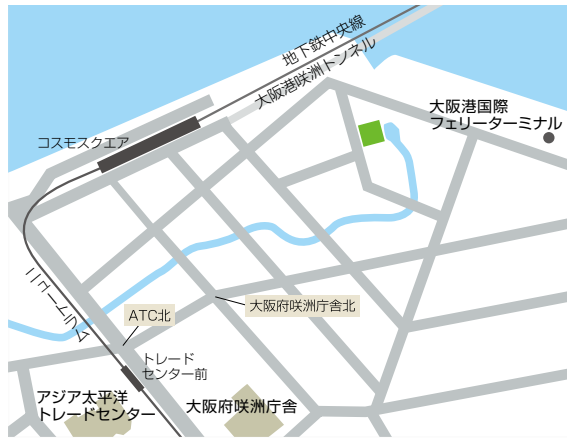 地下鉄中央線
大阪港咲洲トンネル
大阪港国際
フェリーターミナル
コスモスクエア
ニュートラム
大阪府咲洲庁舎北
ATC北
トレード
センター前
アジア太平洋
トレードセンター
大阪府咲洲庁舎